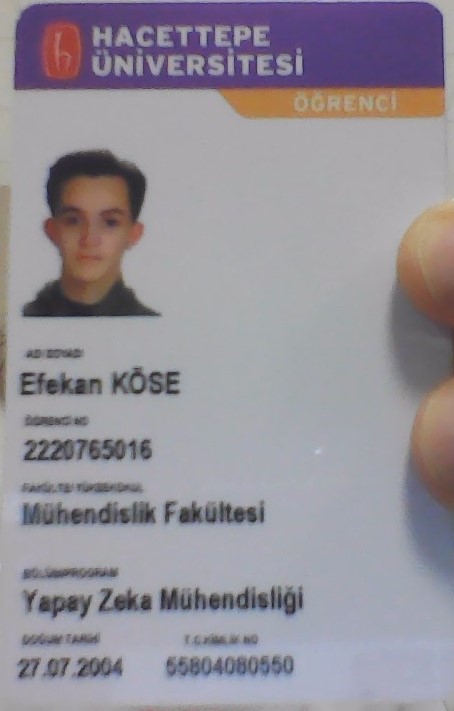 HACETTEPE
ÜNİVERSİTESİ
ÖĞRENCİ
ADI SOYADI
Efekan KÖSE
ÖĞRENCİ NO
2220765016
FAKÜLTE/YÜKSEKOKUL
Mühendislik Fakültesi
BÖLÜM/PROGRAM
Yapay Zeka Mühendisliği
DOĞUM TARİHİ T.C.KİMLİK NO
27.07.2004 55804080550